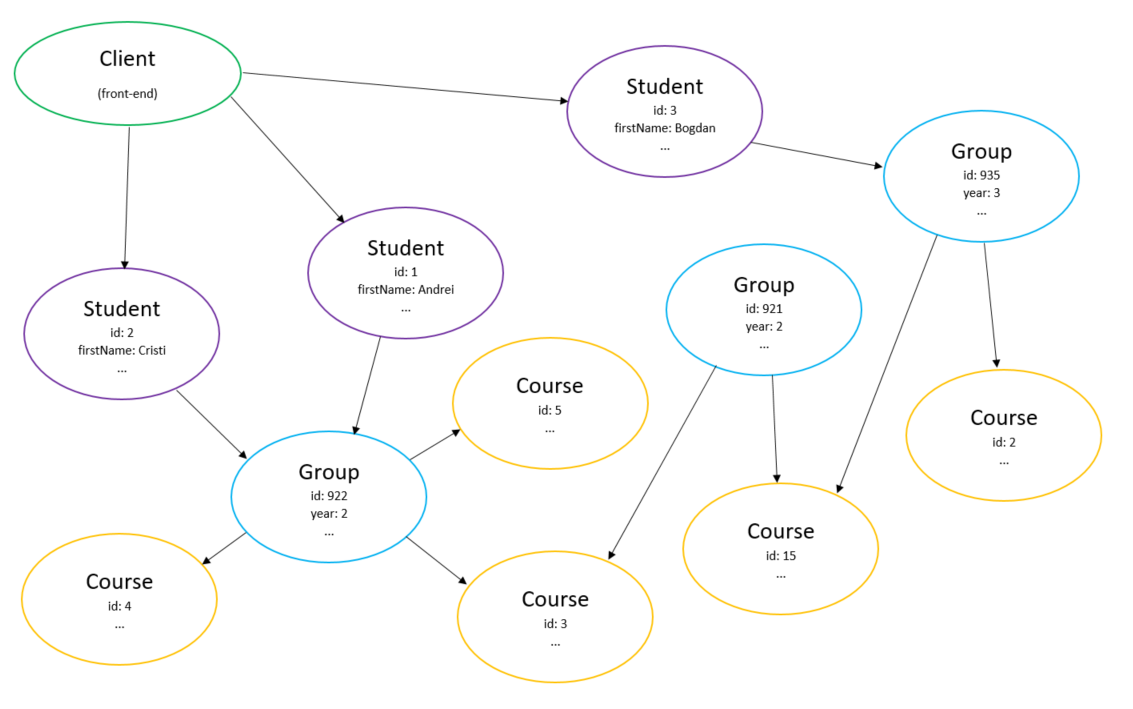 Client
(front-end)
Student
id: 3
firstName: Bogdan
...
Group
id: 935
year: 3
...
Student
id: 1
firstName: Andrei
...
Group
id: 921
year: 2
...
Student
id: 2
firstName: Cristi
...
Course
id: 5
...
Course
id: 2
...
Group
id: 922
year: 2
...
Course
id: 15
...
Course
id: 4
...
Course
id: 3
...